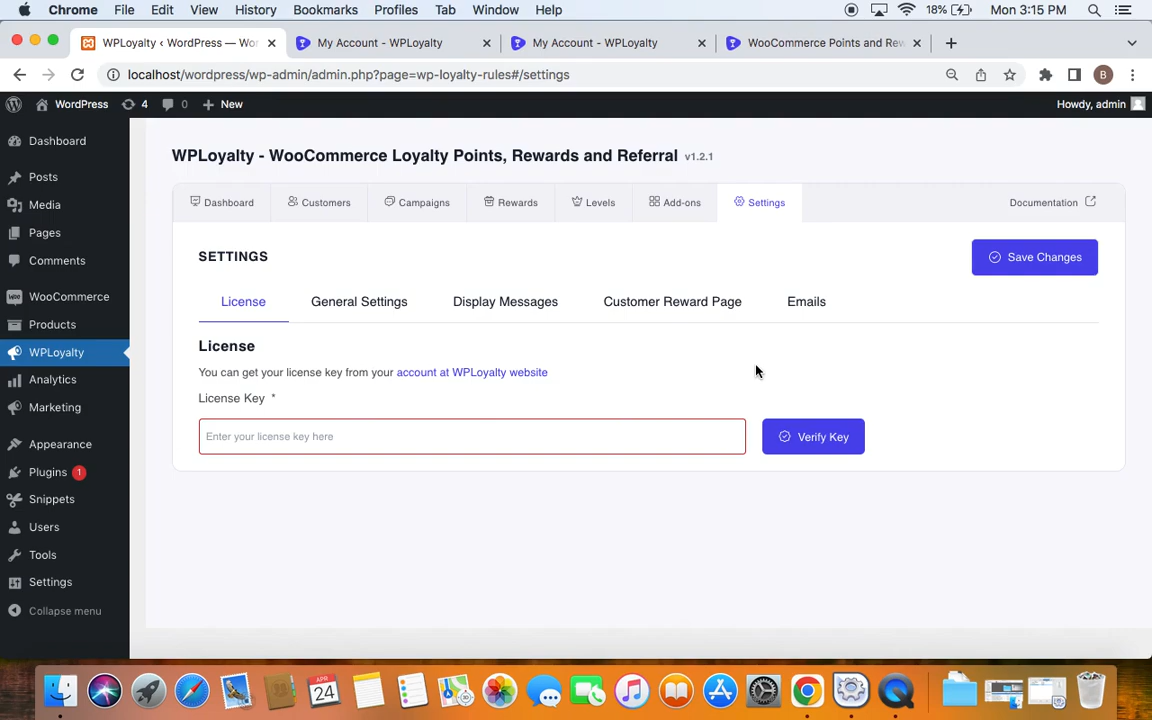 Chrome File Edit View History Bookmarks Profiles Tab Window Help 18% Mon 3:15 PM
WPLoyalty ‹ WordPress — Wor My Account - WPLoyalty My Account - WPLoyalty WooCommerce Points and Rew
localhost/wordpress/wp-admin/admin.php?page=wp-loyalty-rules#/settings B
WordPress 4 0 + New Howdy, admin
Dashboard
Posts
Media
Pages
Comments
WooCommerce
Products
WPLoyalty
Analytics
Marketing
Appearance
Plugins 1
Snippets
Users
Tools
Settings
Collapse menu
WPLoyalty - WooCommerce Loyalty Points, Rewards and Referral v1.2.1
Dashboard Customers Campaigns Rewards Levels Add-ons Settings Documentation
SETTINGS Save Changes
License General Settings Display Messages Customer Reward Page Emails
License
You can get your license key from your account at WPLoyalty website
License Key *
Enter your license key here Verify Key
APR
24